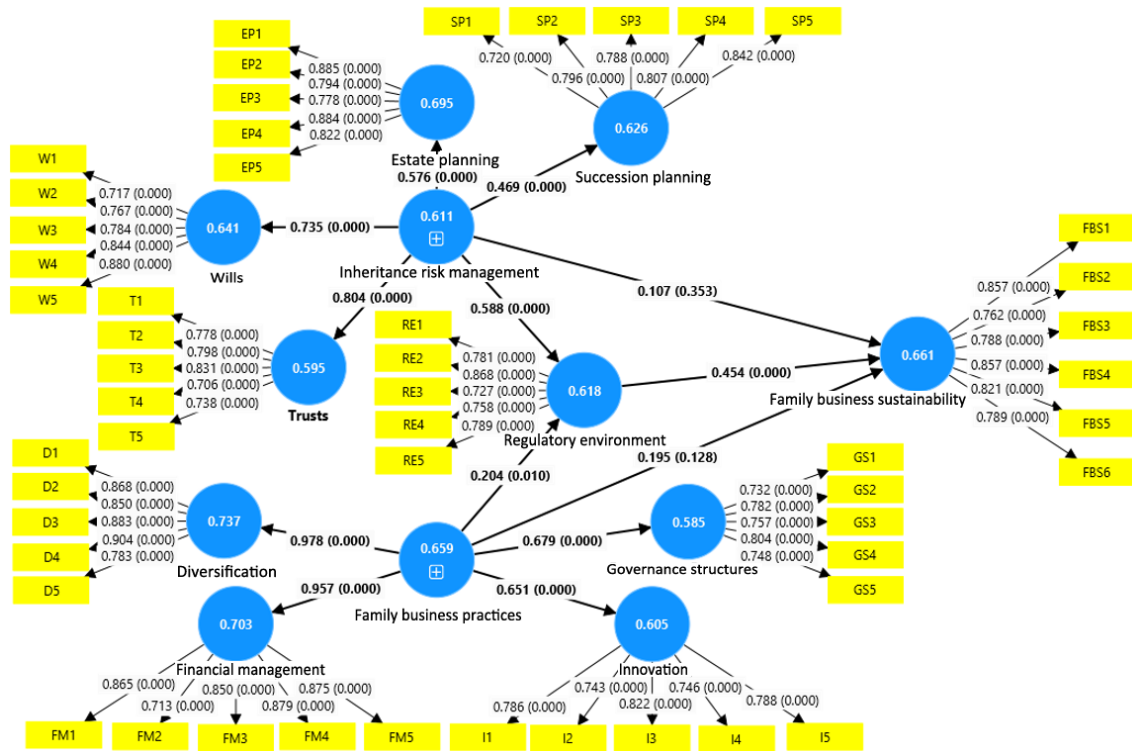 SP1
SP2
SP3
SP4
SP5
0.720 (0.000)
0.796 (0.000)
0.788 (0.000)
0.807 (0.000)
0.842 (0.000)
0.626
Succession planning
EP1
EP2
EP3
EP4
EP5
0.885 (0.000)
0.794 (0.000)
0.778 (0.000)
0.884 (0.000)
0.822 (0.000)
0.695
Estate planning
0.576 (0.000)
0.469 (0.000)
W1
W2
W3
W4
W5
0.717 (0.000)
0.767 (0.000)
0.784 (0.000)
0.844 (0.000)
0.880 (0.000)
0.641
Wills
0.735 (0.000)
0.611
Inheritance risk management
0.804 (0.000)
0.588 (0.000)
0.107 (0.353)
T1
T2
T3
T4
T5
0.778 (0.000)
0.798 (0.000)
0.831 (0.000)
0.706 (0.000)
0.738 (0.000)
0.595
Trusts
RE1
RE2
RE3
RE4
RE5
0.781 (0.000)
0.868 (0.000)
0.727 (0.000)
0.758 (0.000)
0.789 (0.000)
0.618
Regulatory environment
0.454 (0.000)
0.661
Family business sustainability
FBS1
FBS2
FBS3
FBS4
FBS5
FBS6
0.857 (0.000)
0.762 (0.000)
0.788 (0.000)
0.857 (0.000)
0.821 (0.000)
0.789 (0.000)
0.204 (0.010)
0.195 (0.128)
D1
D2
D3
D4
D5
0.868 (0.000)
0.850 (0.000)
0.883 (0.000)
0.904 (0.000)
0.783 (0.000)
0.737
Diversification
0.978 (0.000)
0.659
Family business practices
0.679 (0.000)
0.585
Governance structures
GS1
GS2
GS3
GS4
GS5
0.732 (0.000)
0.782 (0.000)
0.757 (0.000)
0.804 (0.000)
0.748 (0.000)
0.957 (0.000)
0.651 (0.000)
0.703
Financial management
0.865 (0.000)
0.713 (0.000)
0.850 (0.000)
0.879 (0.000)
0.875 (0.000)
FM1
FM2
FM3
FM4
FM5
0.605
Innovation
0.786 (0.000)
0.743 (0.000)
0.822 (0.000)
0.746 (0.000)
0.788 (0.000)
I1
I2
I3
I4
I5